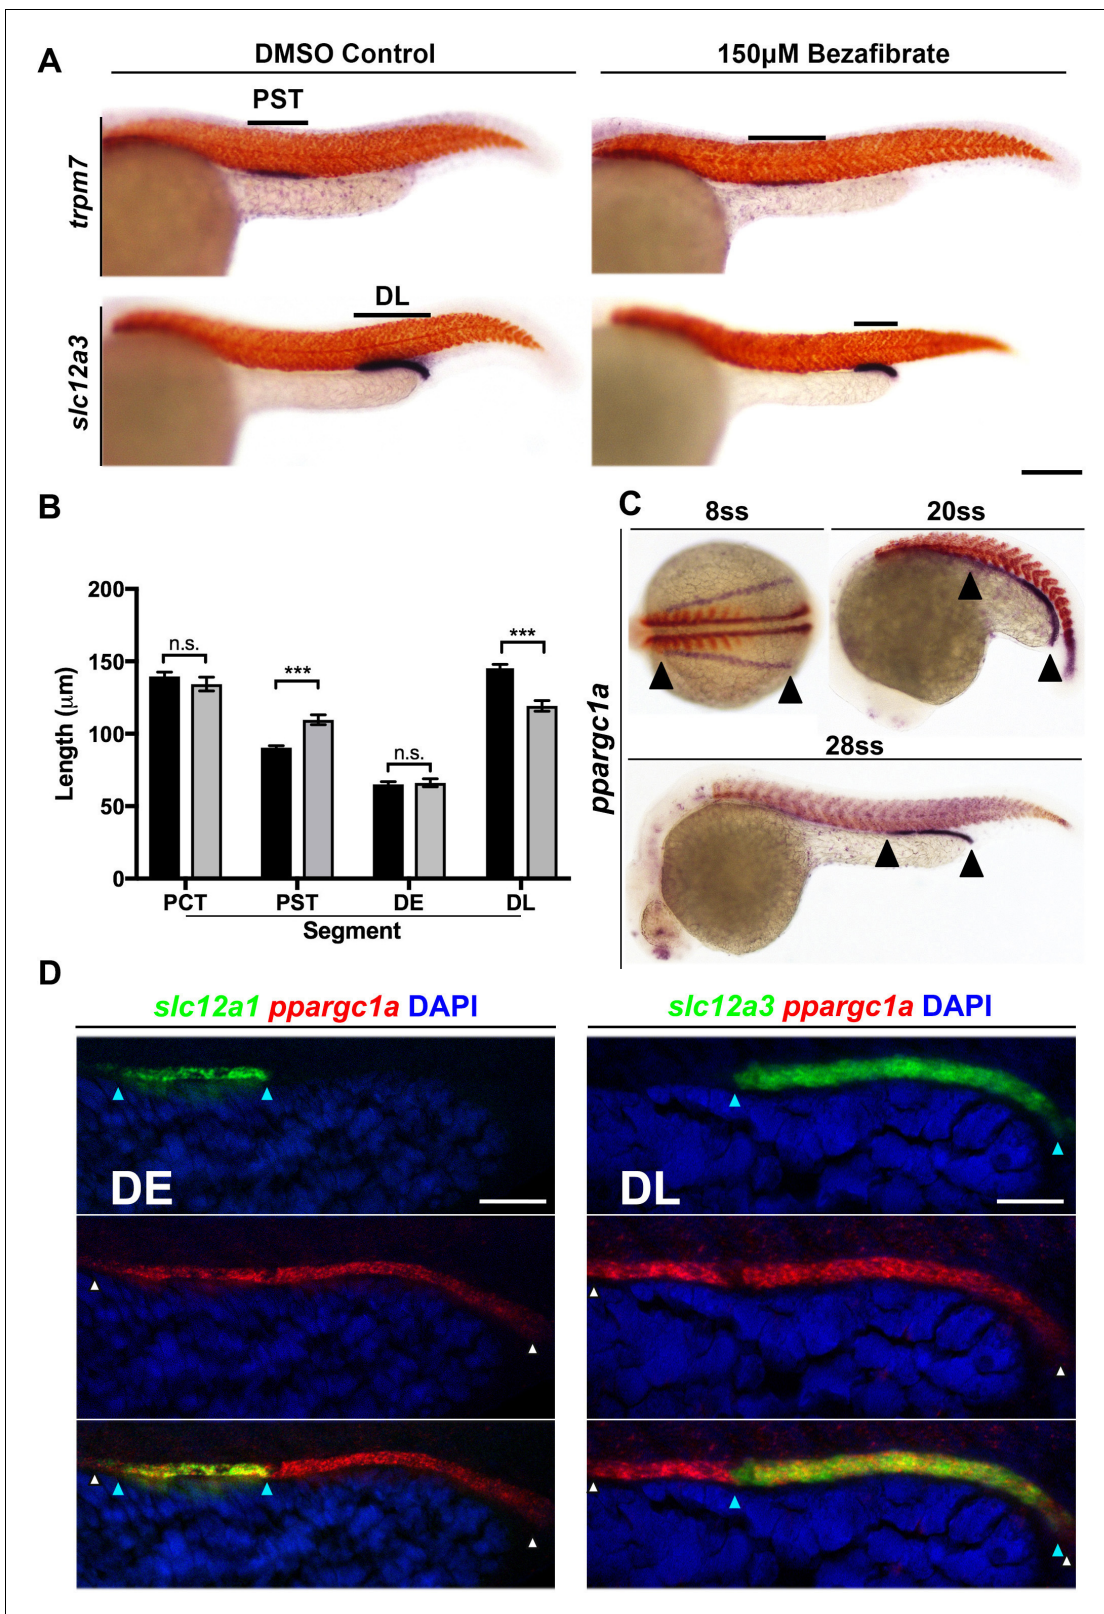 A
DMSO Control
150µM Bezafibrate
PST
trpm7
DL
slc12a3
B
200
150
100
50
0
Length (µm)
n.s.
***
n.s.
***
PCT
PST
DE
DL
Segment
C
8ss
20ss
28ss
ppargc1a
D
slc12a1 ppargc1a DAPI
slc12a3 ppargc1a DAPI
DE
DL